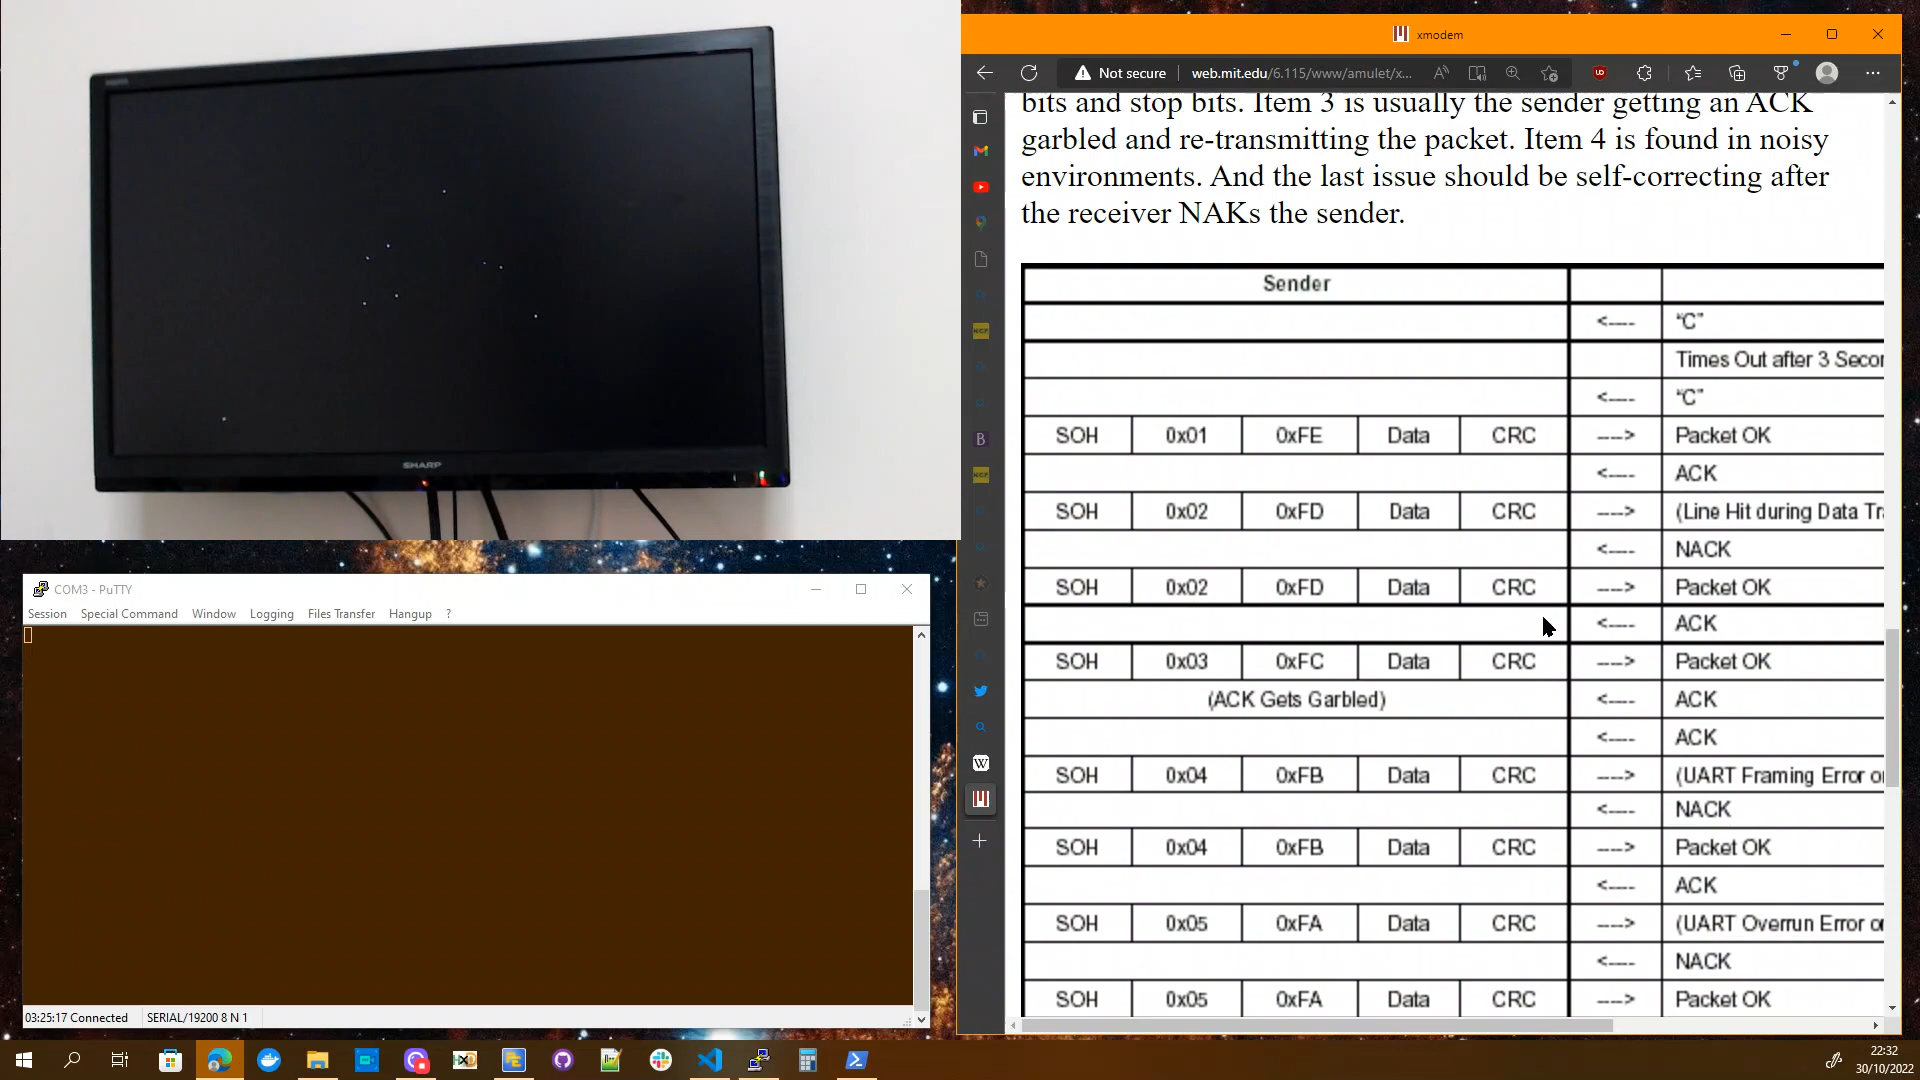 SHARP
COM3 - PuTTY
Session Special Command Window Logging Files Transfer Hangup ?
03:25:17 Connected SERIAL/19200 8 N 1
xmodem
Not secure web.mit.edu/6.115/www/amulet/x...
bits and stop bits. Item 3 is usually the sender getting an ACK
garbled and re-transmitting the packet. Item 4 is found in noisy
environments. And the last issue should be self-correcting after
the receiver NAKs the sender.
Sender
<---- "C"
Times Out after 3 Secon
<---- "C"
SOH 0x01 0xFE Data CRC ----> Packet OK
<---- ACK
SOH 0x02 0xFD Data CRC ----> (Line Hit during Data Tr
<---- NACK
SOH 0x02 0xFD Data CRC ----> Packet OK
<---- ACK
SOH 0x03 0xFC Data CRC ----> Packet OK
(ACK Gets Garbled) <---- ACK
<---- ACK
SOH 0x04 0xFB Data CRC ----> (UART Framing Error o
<---- NACK
SOH 0x04 0xFB Data CRC ----> Packet OK
<---- ACK
SOH 0x05 0xFA Data CRC ----> (UART Overrun Error o
<---- NACK
SOH 0x05 0xFA Data CRC ----> Packet OK
22:32
30/10/2022